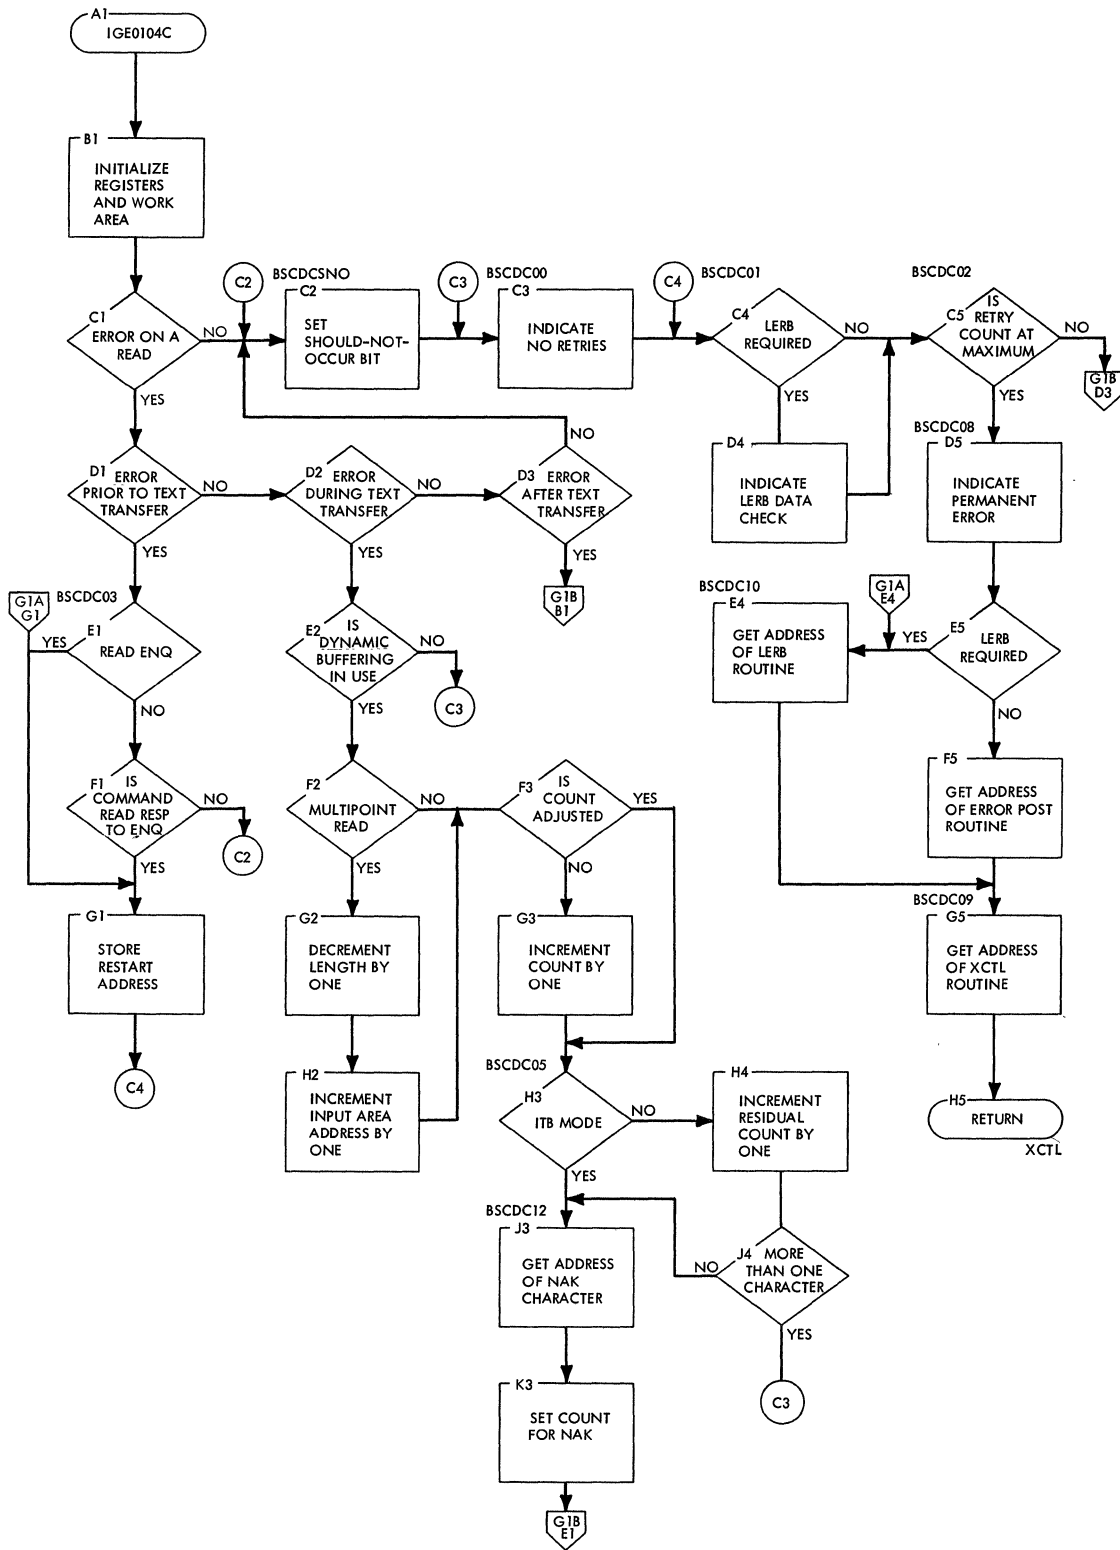 A1
IGE0104C
B1
INITIALIZE
REGISTERS
AND WORK
AREA
C1
ERROR ON A
READ
NO
YES
C2
BSCDCSNO
C2
SET
SHOULD-NOT-
OCCUR BIT
C3
BSCDC00
C3
INDICATE
NO RETRIES
C4
BSCDC01
C4
LERB
REQUIRED
NO
YES
BSCDC02
C5
IS
RETRY
COUNT AT
MAXIMUM
NO
YES
G1B
D3
D1
ERROR
PRIOR TO TEXT
TRANSFER
NO
YES
D2
ERROR
DURING TEXT
TRANSFER
NO
YES
D3
ERROR
AFTER TEXT
TRANSFER
NO
YES
G1B
B1
D4
INDICATE
LERB DATA
CHECK
BSCDC08
D5
INDICATE
PERMANENT
ERROR
G1A
G1
BSCDC03
E1
READ ENQ
YES
NO
E2
IS
DYNAMIC
BUFFERING
IN USE
NO
YES
C3
BSCDC10
E4
GET ADDRESS
OF LERB
ROUTINE
G1A
E4
E5
LERB
REQUIRED
YES
NO
F1
IS
COMMAND
READ RESP
TO ENQ
NO
YES
C2
F2
MULTIPOINT
READ
NO
YES
F3
IS
COUNT
ADJUSTED
YES
NO
F5
GET ADDRESS
OF ERROR POST
ROUTINE
G1
STORE
RESTART
ADDRESS
C4
G2
DECREMENT
LENGTH BY
ONE
G3
INCREMENT
COUNT BY
ONE
BSCDC09
G5
GET ADDRESS
OF XCTL
ROUTINE
H2
INCREMENT
INPUT AREA
ADDRESS BY
ONE
BSCDC05
H3
ITB MODE
NO
YES
H4
INCREMENT
RESIDUAL
COUNT BY
ONE
H5
RETURN
XCTL
BSCDC12
J3
GET ADDRESS
OF NAK
CHARACTER
J4
MORE
THAN ONE
CHARACTER
NO
YES
C3
K3
SET COUNT
FOR NAK
G1B
E1